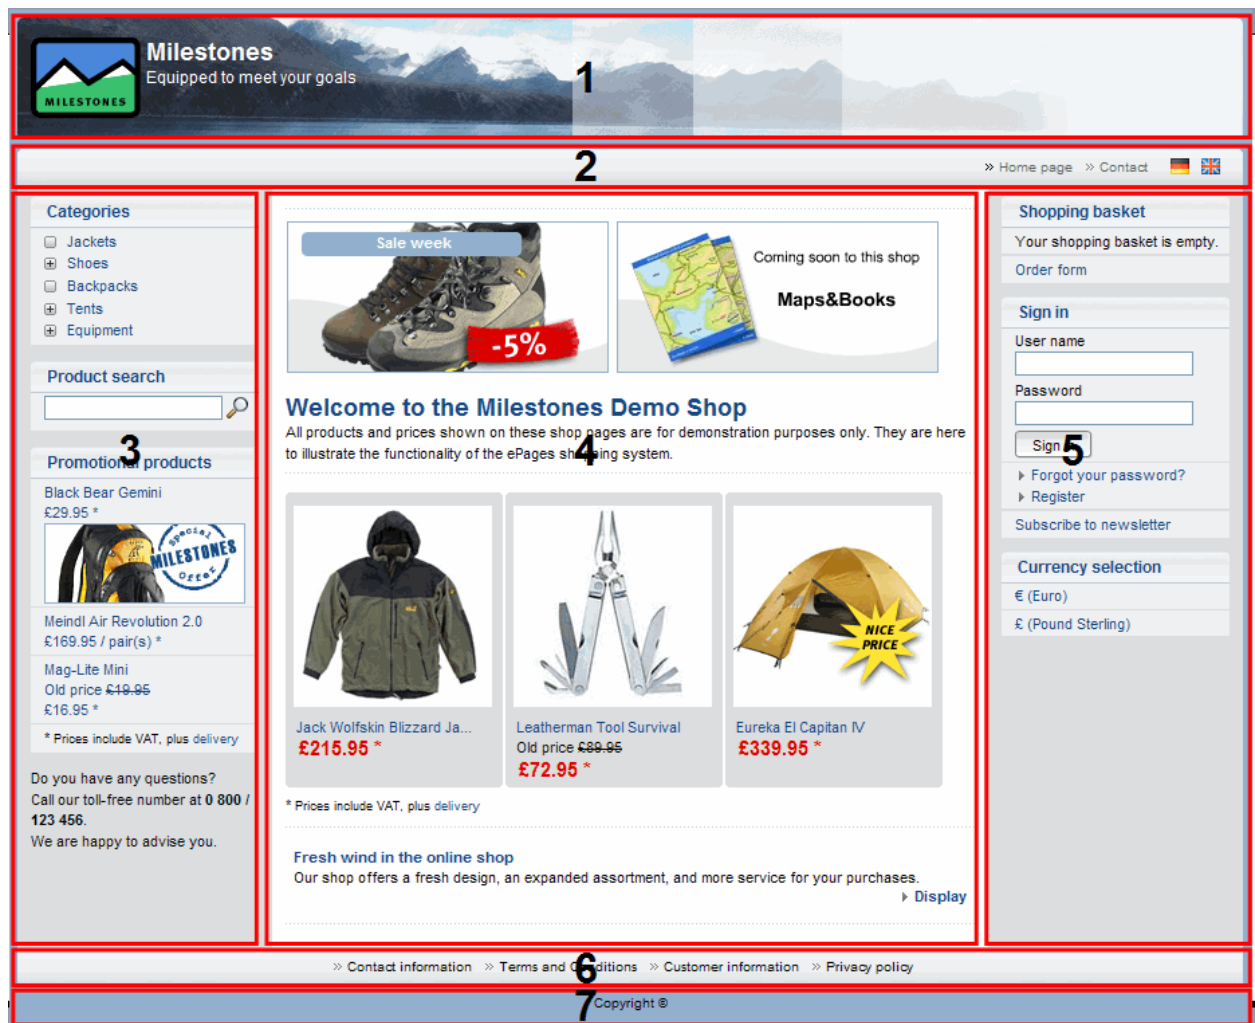 Milestones
Equipped to meet your goals
MILESTONES
1
2
» Home page » Contact
Categories
Jackets
Shoes
Backpacks
Tents
Equipment
Product search
3
Promotional products
Black Bear Gemini
£29.95 *
Special
MILESTONES
Offer
Meindl Air Revolution 2.0
£169.95 / pair(s) *
Mag-Lite Mini
Old price £19.95
£16.95 *
* Prices include VAT, plus delivery
Do you have any questions?
Call our toll-free number at 0 800 /
123 456.
We are happy to advise you.
Sale week
-5%
Coming soon to this shop
Maps&Books
Welcome to the Milestones Demo Shop
All products and prices shown on these shop pages are for demonstration purposes only. They are here
to illustrate the functionality of the ePages shopping system.
4
NICE
PRICE
Jack Wolfskin Blizzard Ja...
£215.95 *
Leatherman Tool Survival
Old price £89.95
£72.95 *
Eureka El Capitan IV
£339.95 *
* Prices include VAT, plus delivery
Fresh wind in the online shop
Our shop offers a fresh design, an expanded assortment, and more service for your purchases.
Display
Shopping basket
Your shopping basket is empty.
Order form
Sign in
User name
Password
Sign in
5
Forgot your password?
Register
Subscribe to newsletter
Currency selection
€ (Euro)
£ (Pound Sterling)
» Contact information » Terms and Conditions » Customer information » Privacy policy
6
7
Copyright ©